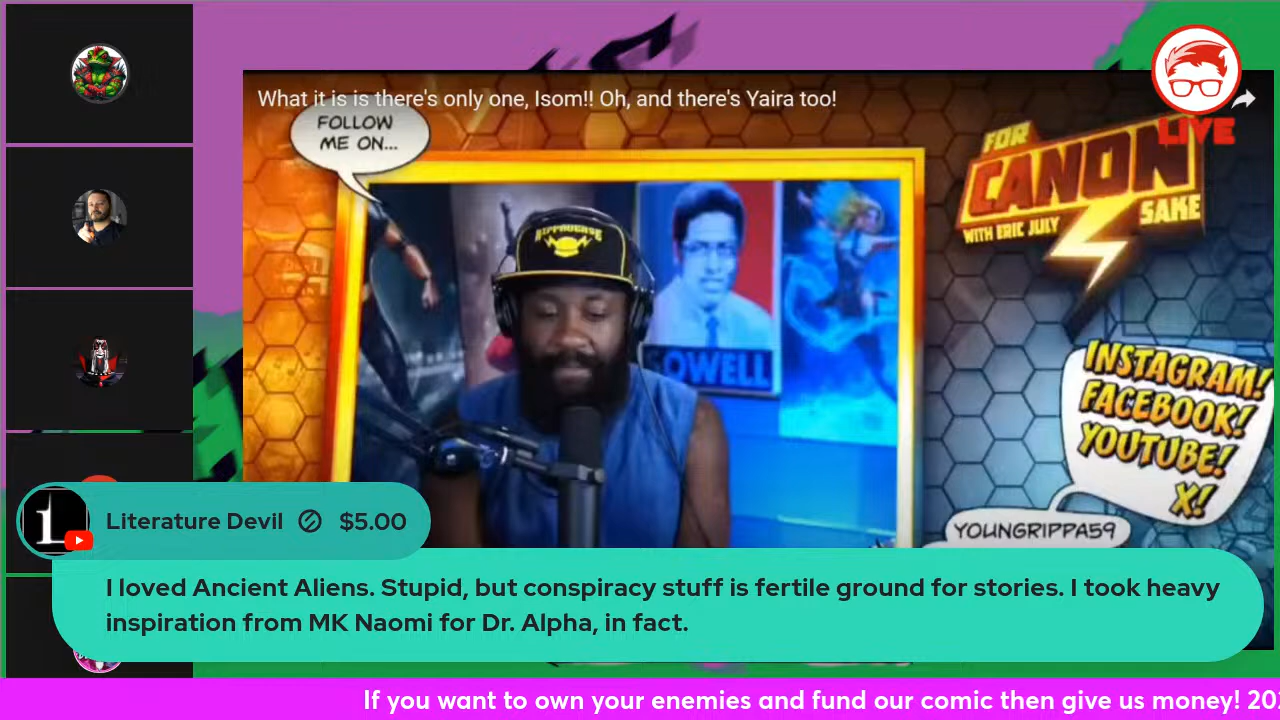 What it is is there's only one, Isom!! Oh, and there's Yaira too!
LIVE
FOLLOW
ME ON...
FOR
CANON
SAKE
WITH ERIC JULY
RIPPAVERSE
SOWELL
INSTAGRAM!
FACEBOOK!
YOUTUBE!
X!
YOUNGRIPPA59
Literature Devil $5.00
I loved Ancient Aliens. Stupid, but conspiracy stuff is fertile ground for stories. I took heavy
inspiration from MK Naomi for Dr. Alpha, in fact.
If you want to own your enemies and fund our comic then give us money! 20